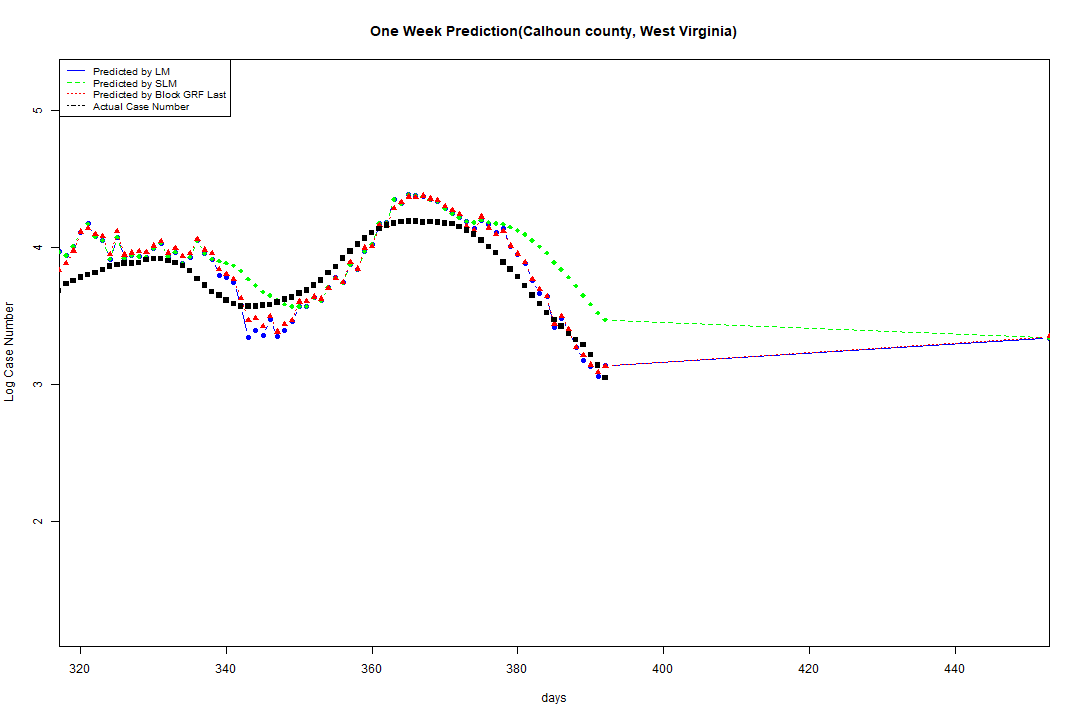 One Week Prediction(Calhoun county, West Virginia)
Predicted by LM
Predicted by SLM
Predicted by Block GRF Last
Actual Case Number
5
4
3
2
Log Case Number
320 340 360 380 400 420 440
days